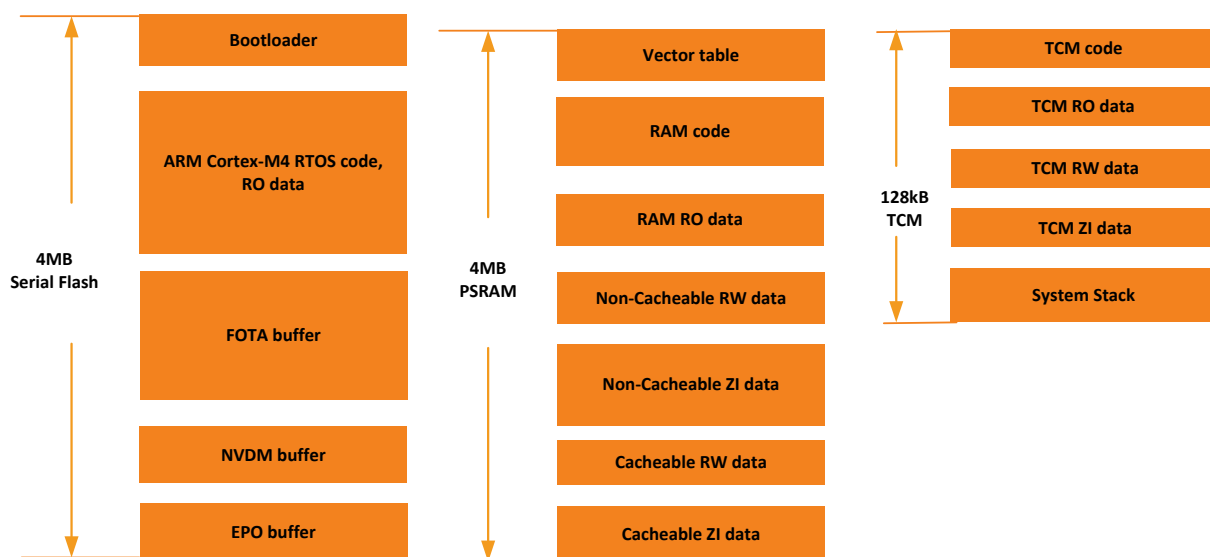 Bootloader
ARM Cortex-M4 RTOS code,
RO data
4MB
Serial Flash
FOTA buffer
NVDM buffer
EPO buffer
Vector table
RAM code
RAM RO data
4MB
PSRAM
Non-Cacheable RW data
Non-Cacheable ZI data
Cacheable RW data
Cacheable ZI data
TCM code
TCM RO data
TCM RW data
128kB
TCM
TCM ZI data
System Stack